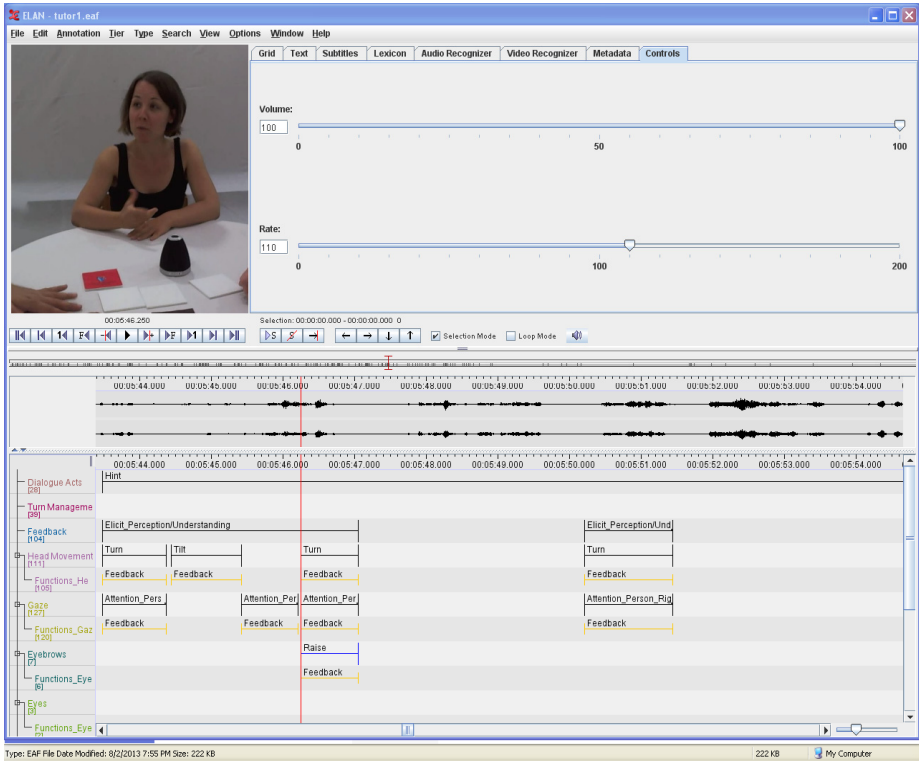 ELAN - tutor1.eaf
File Edit Annotation Tier Type Search View Options Window Help
Grid Text Subtitles Lexicon Audio Recognizer Video Recognizer Metadata Controls
Volume:
100
0 50 100
Rate:
110
0 100 200
00:05:46.250
Selection: 00:00:00.000 - 00:00:00.000 0
Selection Mode Loop Mode
00:05:44.000 00:05:45.000 00:05:46.000 00:05:47.000 00:05:48.000 00:05:49.000 00:05:50.000 00:05:51.000 00:05:52.000 00:05:53.000 00:05:54.000
00:05:44.000 00:05:45.000 00:05:46.000 00:05:47.000 00:05:48.000 00:05:49.000 00:05:50.000 00:05:51.000 00:05:52.000 00:05:53.000 00:05:54.000
Dialogue Acts Hint
[28]
Turn Manageme
[39]
Feedback Elicit_Perception/Understanding Elicit_Perception/Und
[104]
Head Movement Turn Tilt Turn Turn
[111]
Functions_He Feedback Feedback Feedback Feedback
[105]
Gaze Attention_Pers Attention_Per Attention_Per Attention_Person_Rig
[127]
Functions_Gaz Feedback Feedback Feedback Feedback
[120]
Eyebrows Raise
[7]
Functions_Eye Feedback
[6]
Eyes
[3]
Functions_Eye
Type: EAF File Date Modified: 8/2/2013 7:55 PM Size: 222 KB 222 KB My Computer